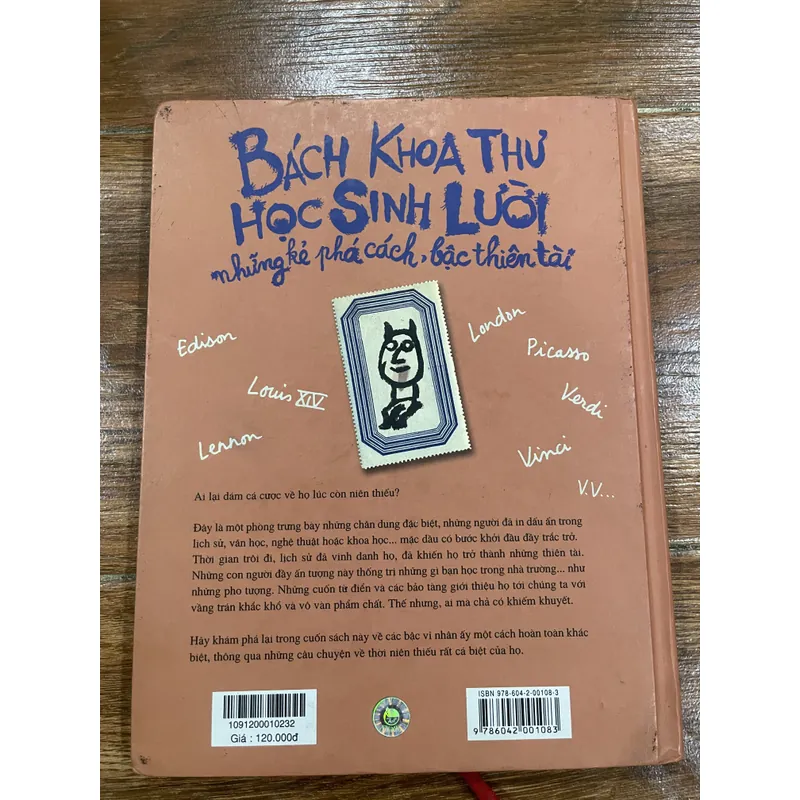 BÁCH KHOA THƯ
HỌC SINH LƯỜI
những kẻ phá cách, bậc thiên tài
Edison
London
Picasso
Louis XIV
Verdi
Lennon
Vinci
V.V...
Ai lại dám cá cược về họ lúc còn niên thiếu?
Đây là một phòng trưng bày những chân dung đặc biệt, những người đã in dấu ấn trong
lịch sử, văn học, nghệ thuật hoặc khoa học... mặc dầu có bước khởi đầu đầy trắc trở.
Thời gian trôi đi, lịch sử đã vinh danh họ, đã khiến họ trở thành những thiên tài.
Những con người đầy ấn tượng này thống trị những gì bạn học trong nhà trường... như
những pho tượng. Những cuốn từ điển và các bảo tàng giới thiệu họ tới chúng ta với
vầng trán khắc khổ và vô vàn phẩm chất. Thế nhưng, ai mà chả có khiếm khuyết.
Hãy khám phá lại trong cuốn sách này về các bậc vĩ nhân ấy một cách hoàn toàn khác
biệt, thông qua những câu chuyện về thời niên thiếu rất cá biệt của họ.
ISBN 978-604-2-00108-3
1091200010232
Giá : 120.000đ
9 786042 001083